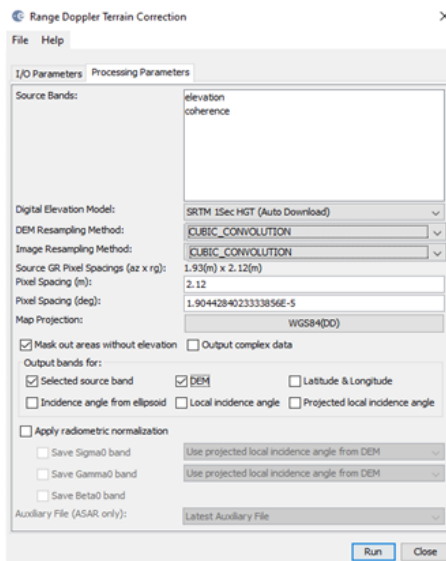 Range Doppler Terrain Correction
File Help
I/O Parameters Processing Parameters
Source Bands: elevation
coherence
Digital Elevation Model: SRTM 1Sec HGT (Auto Download)
DEM Resampling Method: CUBIC_CONVOLUTION
Image Resampling Method: CUBIC_CONVOLUTION
Source GR Pixel Spacings (az x rg): 1.93(m) x 2.12(m)
Pixel Spacing (m): 2.12
Pixel Spacing (deg): 1.9044284023333856E-5
Map Projection: WGS84(DD)
Mask out areas without elevation Output complex data
Output bands for:
Selected source band DEM Latitude & Longitude
Incidence angle from ellipsoid Local incidence angle Projected local incidence angle
Apply radiometric normalization
Save Sigma0 band Use projected local incidence angle from DEM
Save Gamma0 band Use projected local incidence angle from DEM
Save Beta0 band
Auxiliary File (ASAR only): Latest Auxiliary File
Run Close